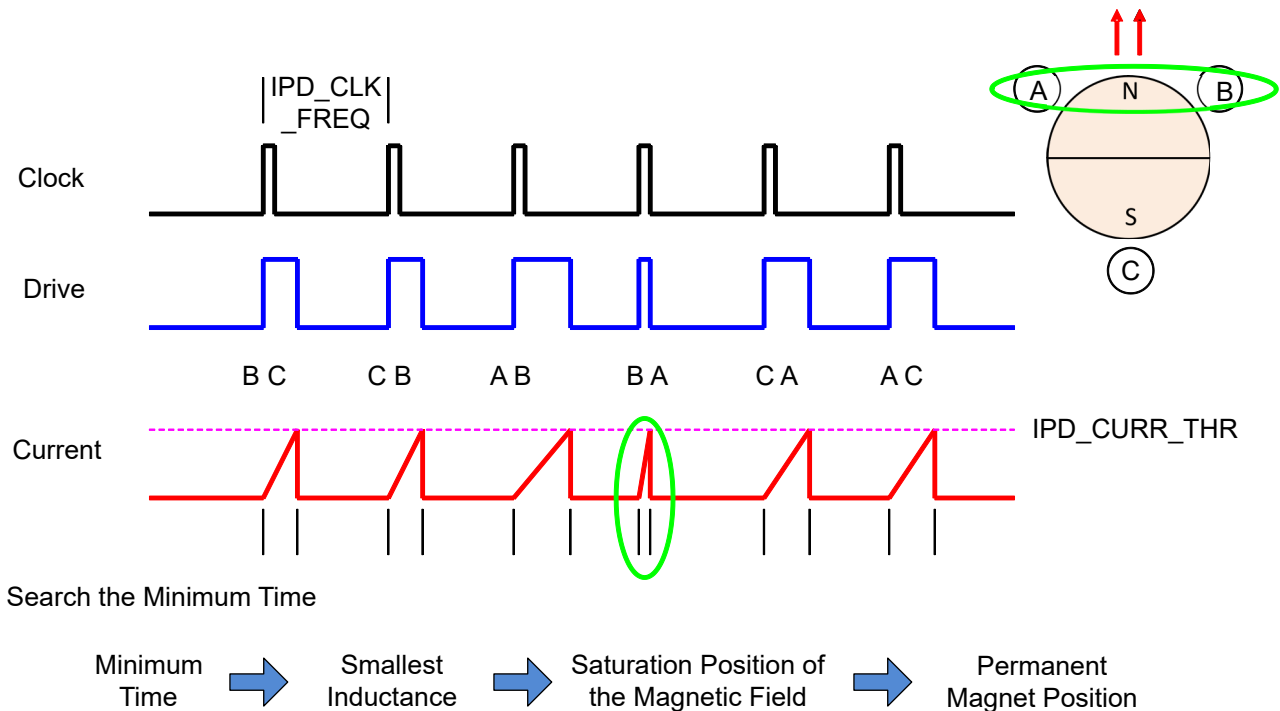 IPD_CLK
_FREQ
A
N
B
S
C
Clock
Drive
B C
C B
A B
B A
C A
A C
Current
IPD_CURR_THR
Search the Minimum Time
Minimum
Time
Smallest
Inductance
Saturation Position of
the Magnetic Field
Permanent
Magnet Position